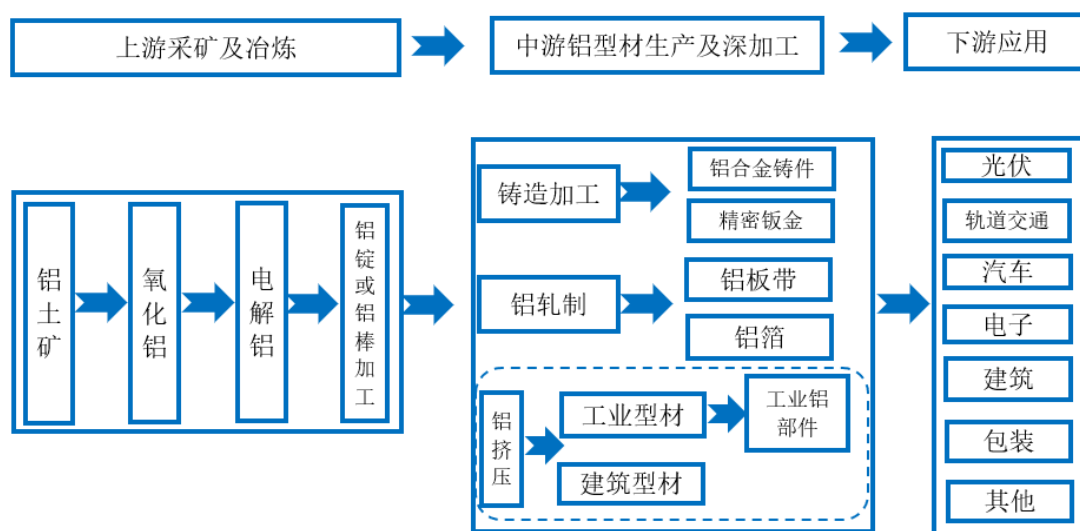 上游采矿及冶炼
中游铝型材生产及深加工
下游应用
铝土矿
氧化铝
电解铝
铝锭或铝棒加工
铸造加工
铝合金铸件
精密钣金
铝轧制
铝板带
铝箔
铝挤压
工业型材
工业铝
部件
建筑型材
光伏
轨道交通
汽车
电子
建筑
包装
其他